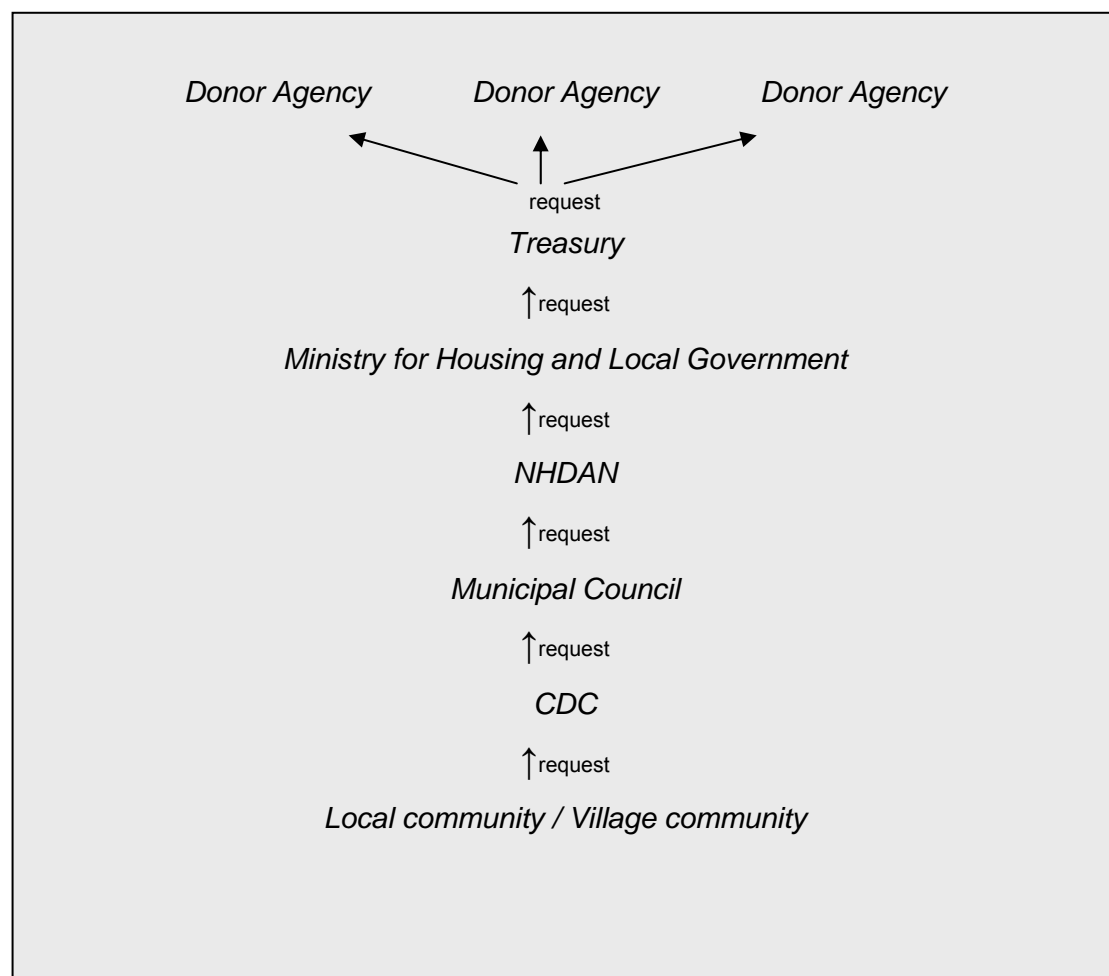 Donor Agency Donor Agency Donor Agency
request
Treasury
↑request
Ministry for Housing and Local Government
↑request
NHDAN
↑request
Municipal Council
↑request
CDC
↑request
Local community / Village community